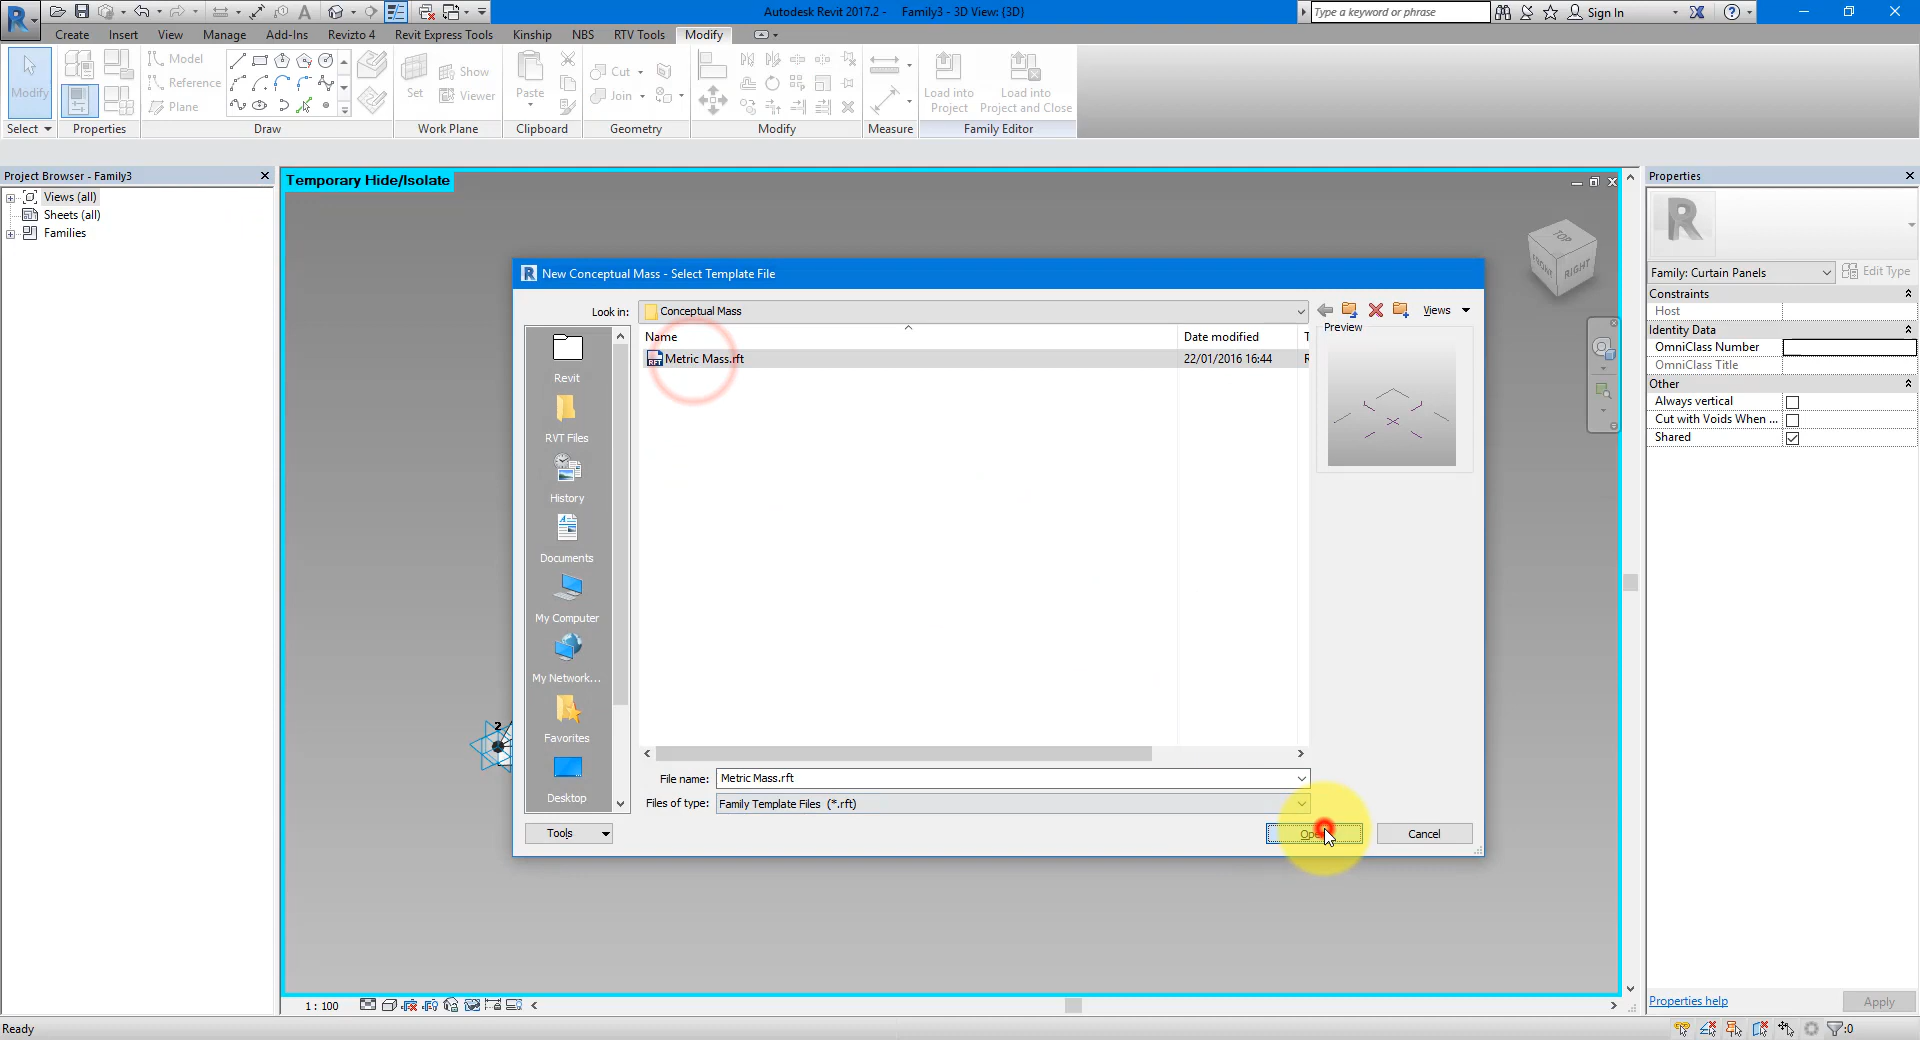 Autodesk Revit 2017.2 - Family3 - 3D View: {3D}
Type a keyword or phrase
Sign In
Create Insert View Manage Add-Ins Revizto 4 Revit Express Tools Kinship NBS RTV Tools Modify
Modify
Model
Reference
Plane
Set
Show
Viewer
Paste
Cut
Join
Load into Project
Load into Project and Close
Select Properties Draw Work Plane Clipboard Geometry Modify Measure Family Editor
Project Browser - Family3
Views (all)
Sheets (all)
Families
Temporary Hide/Isolate
TOP
FRONT
RIGHT
2
New Conceptual Mass - Select Template File
Look in: Conceptual Mass
Views
Name Date modified T
Metric Mass.rft 22/01/2016 16:44 R
Preview
Revit
RVT Files
History
Documents
My Computer
My Network...
Favorites
Desktop
File name: Metric Mass.rft
Files of type: Family Template Files (*.rft)
Tools
Cancel
Properties
R
Family: Curtain Panels
Edit Type
Constraints
Host
Identity Data
OmniClass Number
OmniClass Title
Other
Always vertical
Cut with Voids When ...
Shared
Properties help
Apply
1 : 100
Ready
:0